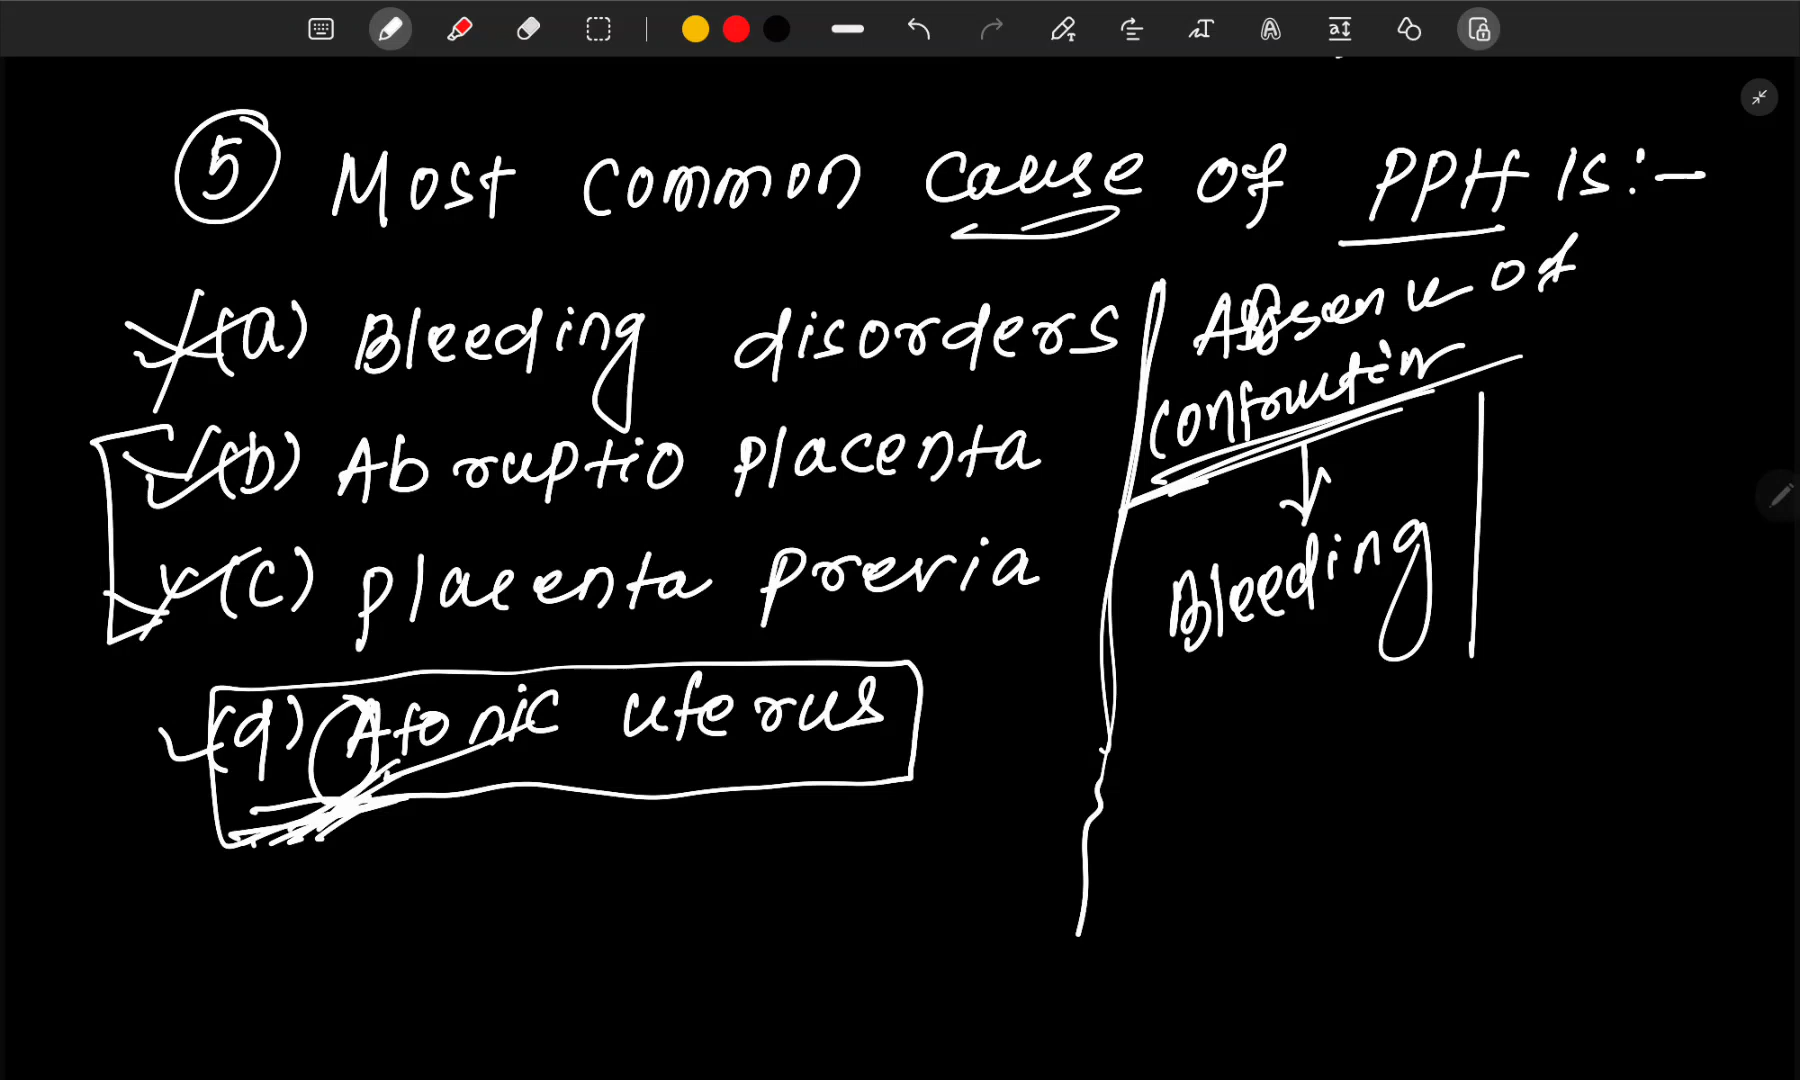 5 Most common cause of PPH is:-
(a) Bleeding disorders
(b) Abruptio placenta
(c) placenta previa
(d) Atonic uterus
Absence of
contraction
Bleeding